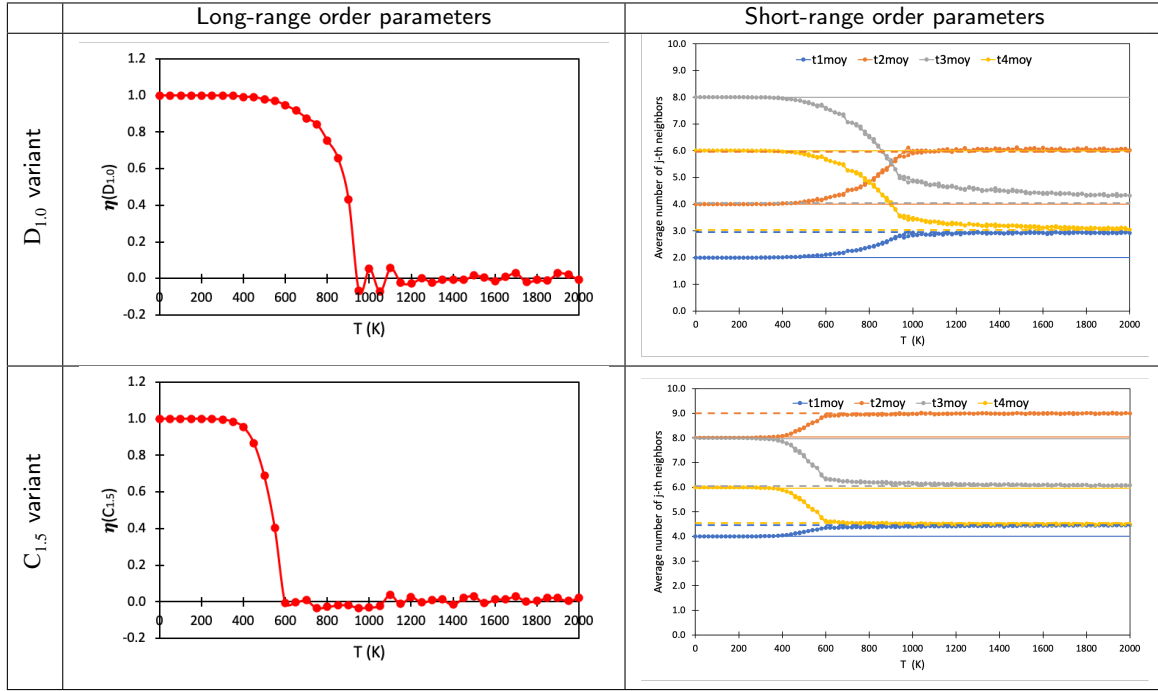 Long-range order parameters
Short-range order parameters
D1.0 variant
1.2
1.0
0.8
0.6
0.4
0.2
0.0
-0.2
0 200 400 600 800 1000 1200 1400 1600 1800 2000
η(D1.0)
T (K)
10.0
9.0
8.0
7.0
6.0
5.0
4.0
3.0
2.0
1.0
0.0
t1moy t2moy t3moy t4moy
Average number of j-th neighbors
0 200 400 600 800 1000 1200 1400 1600 1800 2000
T (K)
C1.5 variant
1.2
1.0
0.8
0.6
0.4
0.2
0.0
-0.2
0 200 400 600 800 1000 1200 1400 1600 1800 2000
η(C1.5)
T (K)
10.0
9.0
8.0
7.0
6.0
5.0
4.0
3.0
2.0
1.0
0.0
t1moy t2moy t3moy t4moy
Average number of j-th neighbors
0 200 400 600 800 1000 1200 1400 1600 1800 2000
T (K)